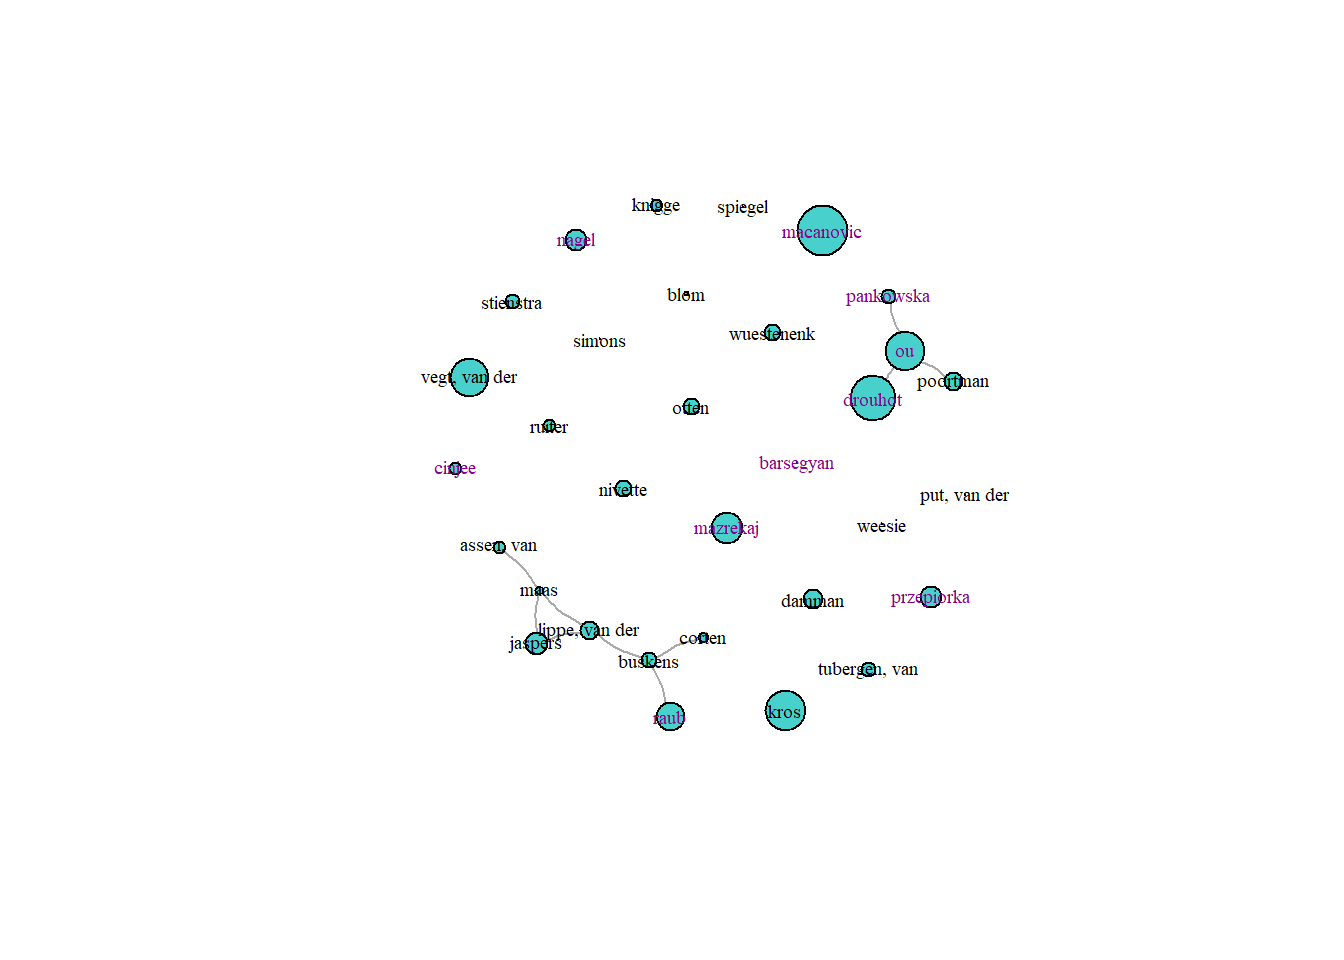 knigge
spiegel
macanovic
nagel
blom
pankowska
stienstra
wuestenenk
simons
ou
vegt, van der
poortman
drouhot
otten
ruiter
cinjee
barsegyan
nivette
put, van der
mazrekaj
weesie
assen, van
maas
damman
przepiorka
lippe, van der
jaspers
corten
buskens
tubergen, van
raub
kros